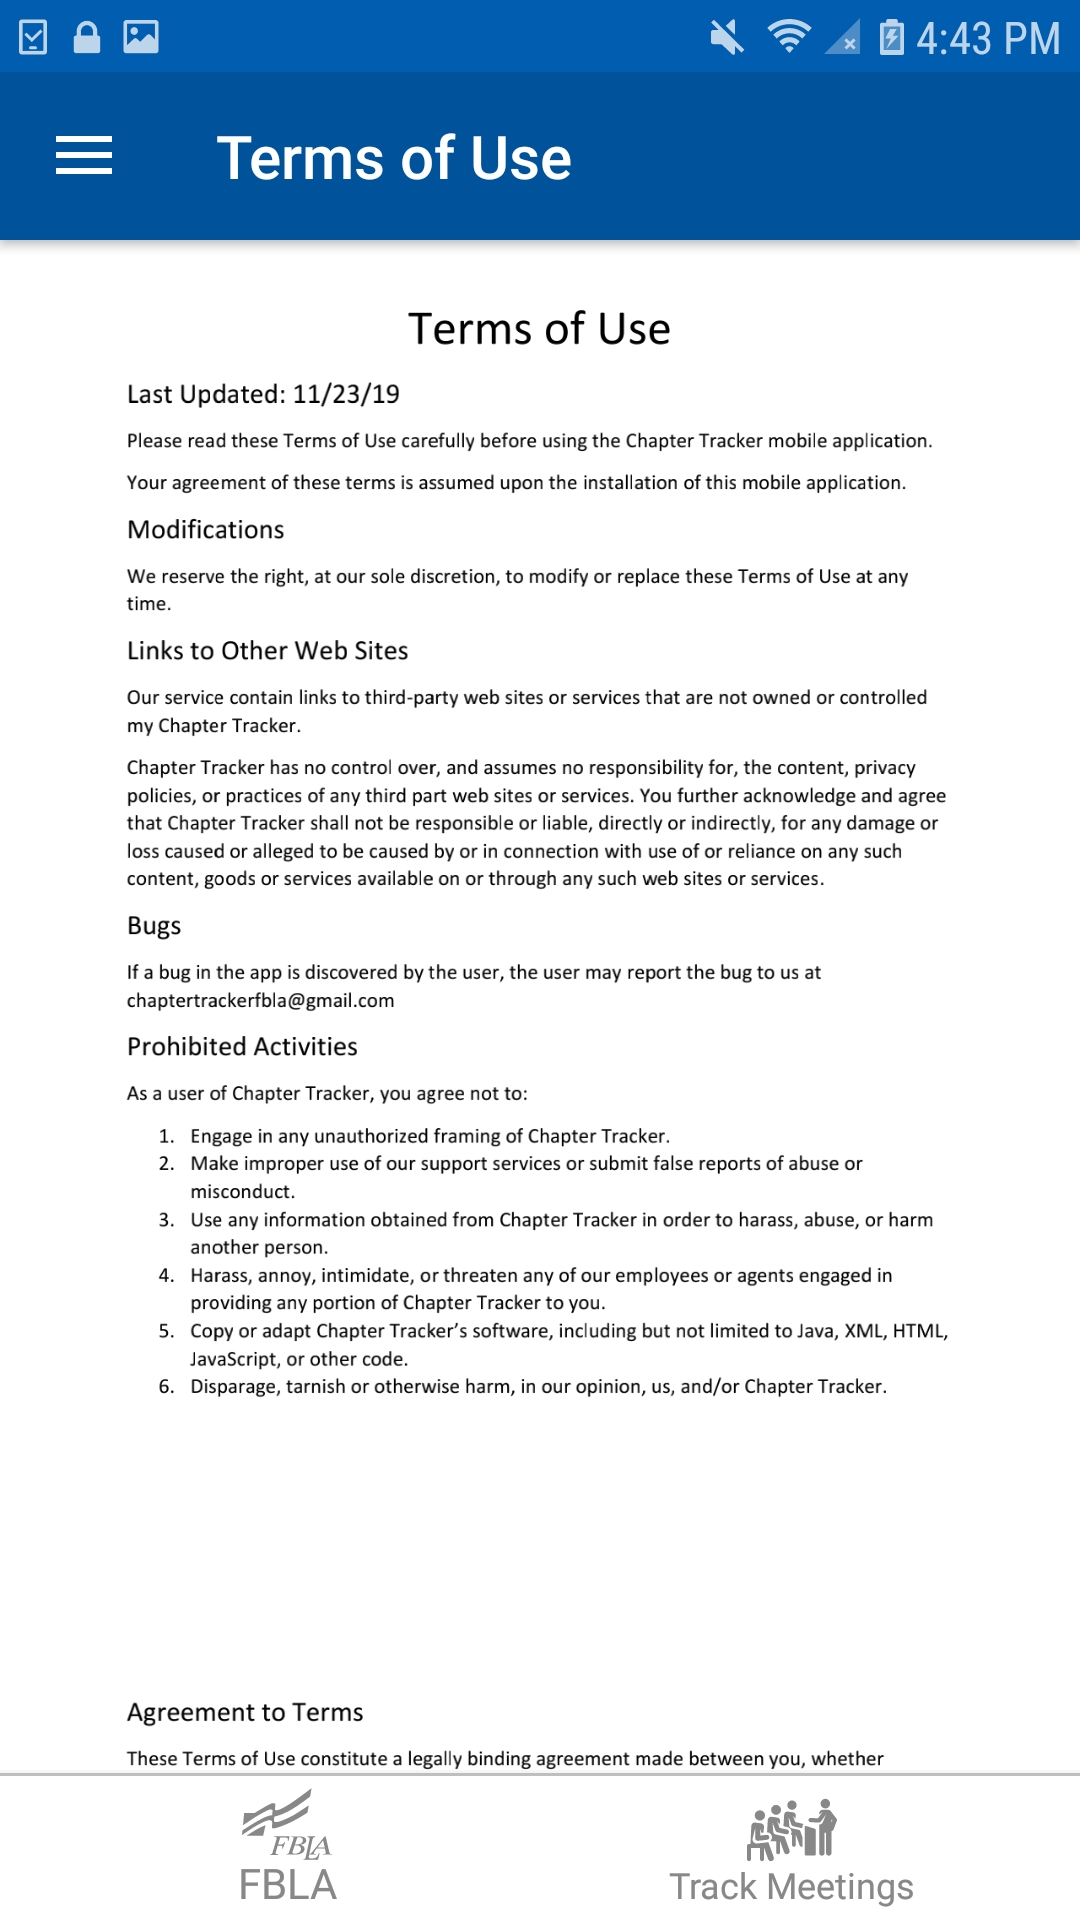 4:43 PM
Terms of Use
Terms of Use
Last Updated: 11/23/19
Please read these Terms of Use carefully before using the Chapter Tracker mobile application.
Your agreement of these terms is assumed upon the installation of this mobile application.
Modifications
We reserve the right, at our sole discretion, to modify or replace these Terms of Use at any
time.
Links to Other Web Sites
Our service contain links to third-party web sites or services that are not owned or controlled
my Chapter Tracker.
Chapter Tracker has no control over, and assumes no responsibility for, the content, privacy
policies, or practices of any third part web sites or services. You further acknowledge and agree
that Chapter Tracker shall not be responsible or liable, directly or indirectly, for any damage or
loss caused or alleged to be caused by or in connection with use of or reliance on any such
content, goods or services available on or through any such web sites or services.
Bugs
If a bug in the app is discovered by the user, the user may report the bug to us at
chaptertrackerfbla@gmail.com
Prohibited Activities
As a user of Chapter Tracker, you agree not to:
1. Engage in any unauthorized framing of Chapter Tracker.
2. Make improper use of our support services or submit false reports of abuse or
misconduct.
3. Use any information obtained from Chapter Tracker in order to harass, abuse, or harm
another person.
4. Harass, annoy, intimidate, or threaten any of our employees or agents engaged in
providing any portion of Chapter Tracker to you.
5. Copy or adapt Chapter Tracker’s software, including but not limited to Java, XML, HTML,
JavaScript, or other code.
6. Disparage, tarnish or otherwise harm, in our opinion, us, and/or Chapter Tracker.
Agreement to Terms
These Terms of Use constitute a legally binding agreement made between you, whether
FBLA
FBLA
Track Meetings